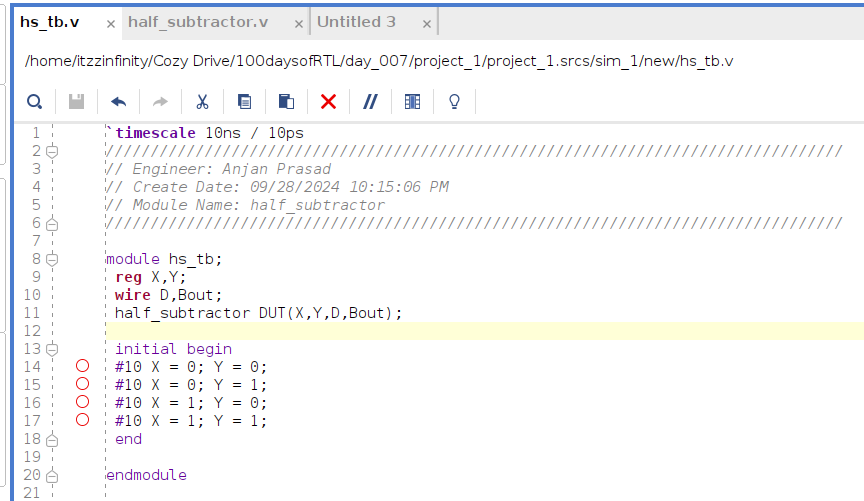 hs_tb.v × half_subtractor.v × Untitled 3 ×
/home/itzzinfinity/Cozy Drive/100daysofRTL/day_007/project_1/project_1.srcs/sim_1/new/hs_tb.v
1 `timescale 10ns / 10ps
2 //////////////////////////////////////////////////////////////////////////////////
3 // Engineer: Anjan Prasad
4 // Create Date: 09/28/2024 10:15:06 PM
5 // Module Name: half_subtractor
6 //////////////////////////////////////////////////////////////////////////////////
7
8 module hs_tb;
9 reg X,Y;
10 wire D,Bout;
11 half_subtractor DUT(X,Y,D,Bout);
12
13 initial begin
14 #10 X = 0; Y = 0;
15 #10 X = 0; Y = 1;
16 #10 X = 1; Y = 0;
17 #10 X = 1; Y = 1;
18 end
19
20 endmodule
21